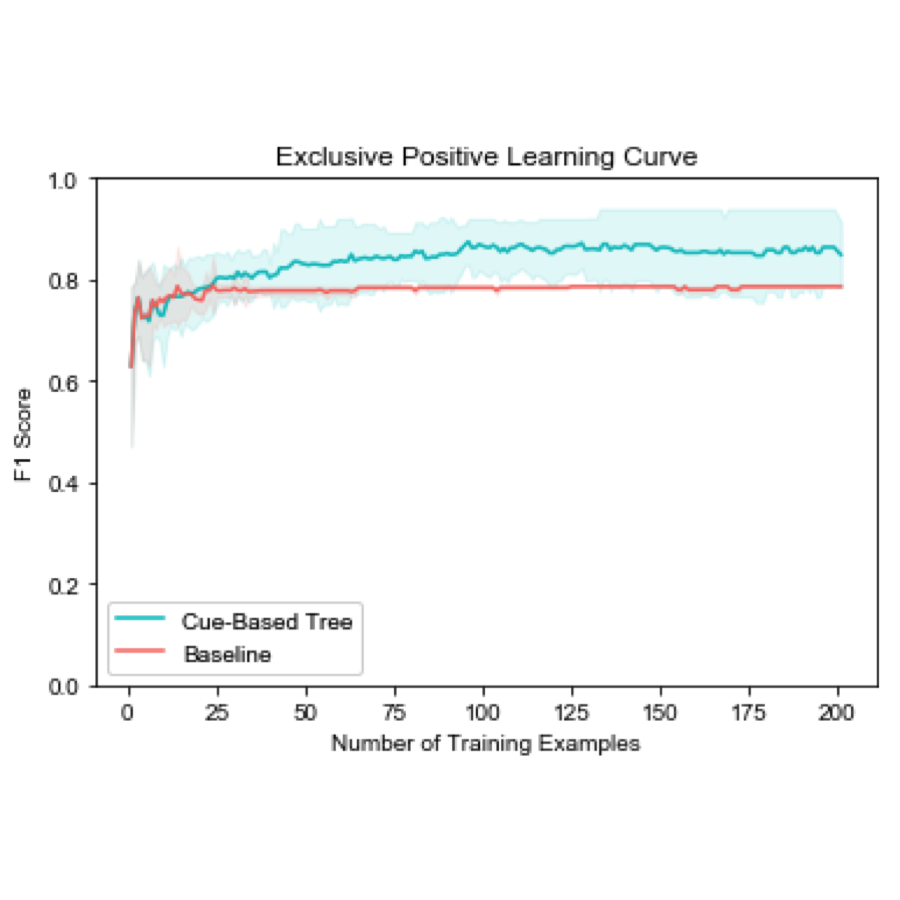 Exclusive Positive Learning Curve
1.0
0.8
0.6
0.4
0.2
0.0
F1 Score
Cue-Based Tree
Baseline
0 25 50 75 100 125 150 175 200
Number of Training Examples